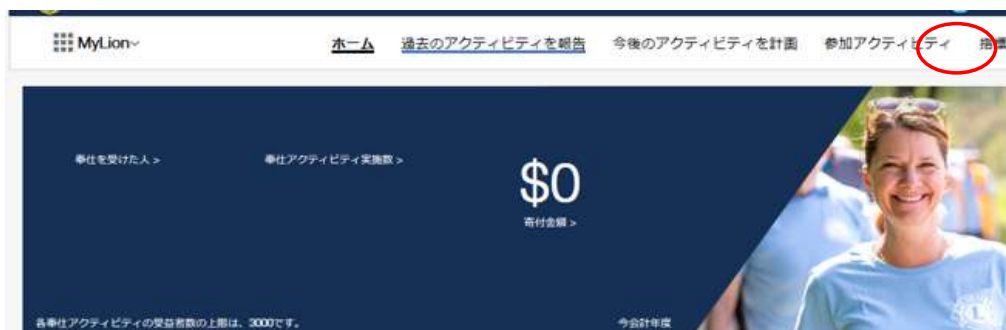 MyLion ホーム 過去のアクティビティを報告 今後のアクティビティを計画 参加アクティビティ 指標
奉仕を受けた人 > 奉仕アクティビティ実施数 >
$0
寄付金額 >
各奉仕アクティビティの受益者数の上限は、3000です。 今会計年度